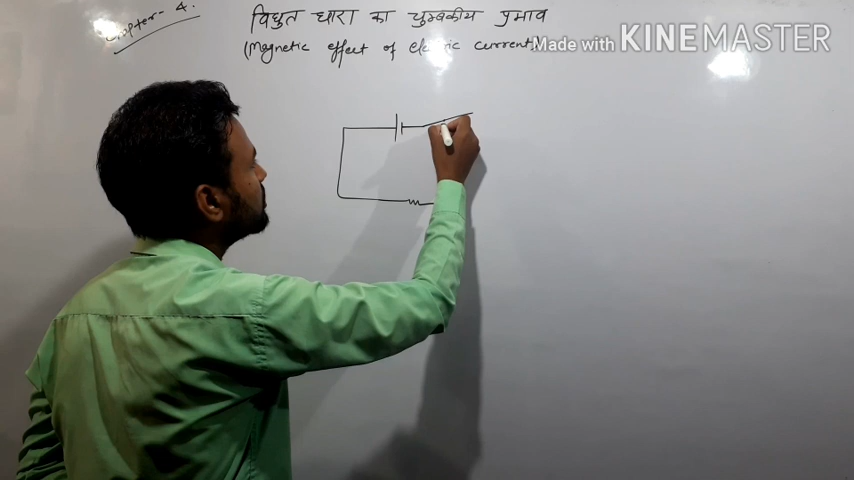 Chapter - 4.
विधुत धारा का चुम्बकीय प्रभाव
(Magnetic effect of electric current)
Made with KINEMASTER